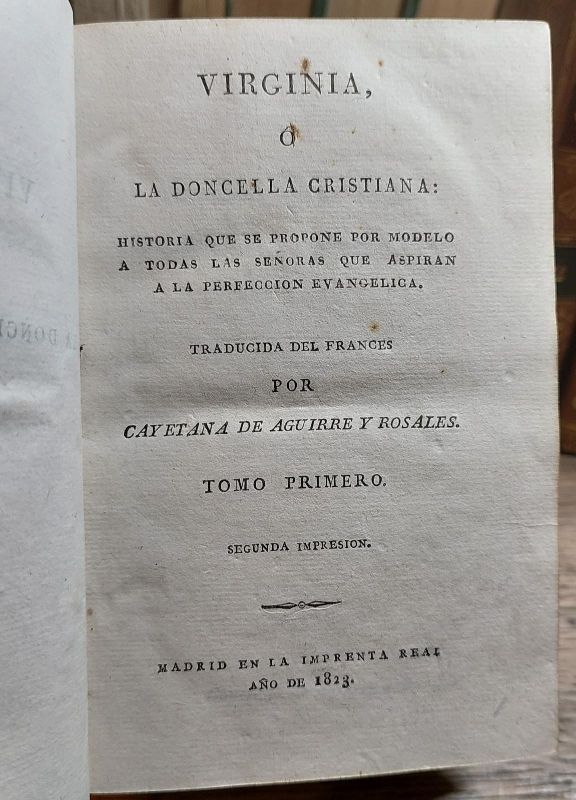 VIRGINIA,
Ó
LA DONCELLA CRISTIANA:
HISTORIA QUE SE PROPONE POR MODELO
A TODAS LAS SEÑORAS QUE ASPIRAN
A LA PERFECCION EVANGELICA.
TRADUCIDA DEL FRANCES
POR
CAYETANA DE AGUIRRE Y ROSALES.
TOMO PRIMERO.
SEGUNDA IMPRESION.
MADRID EN LA IMPRENTA REAL
AÑO DE 1823.